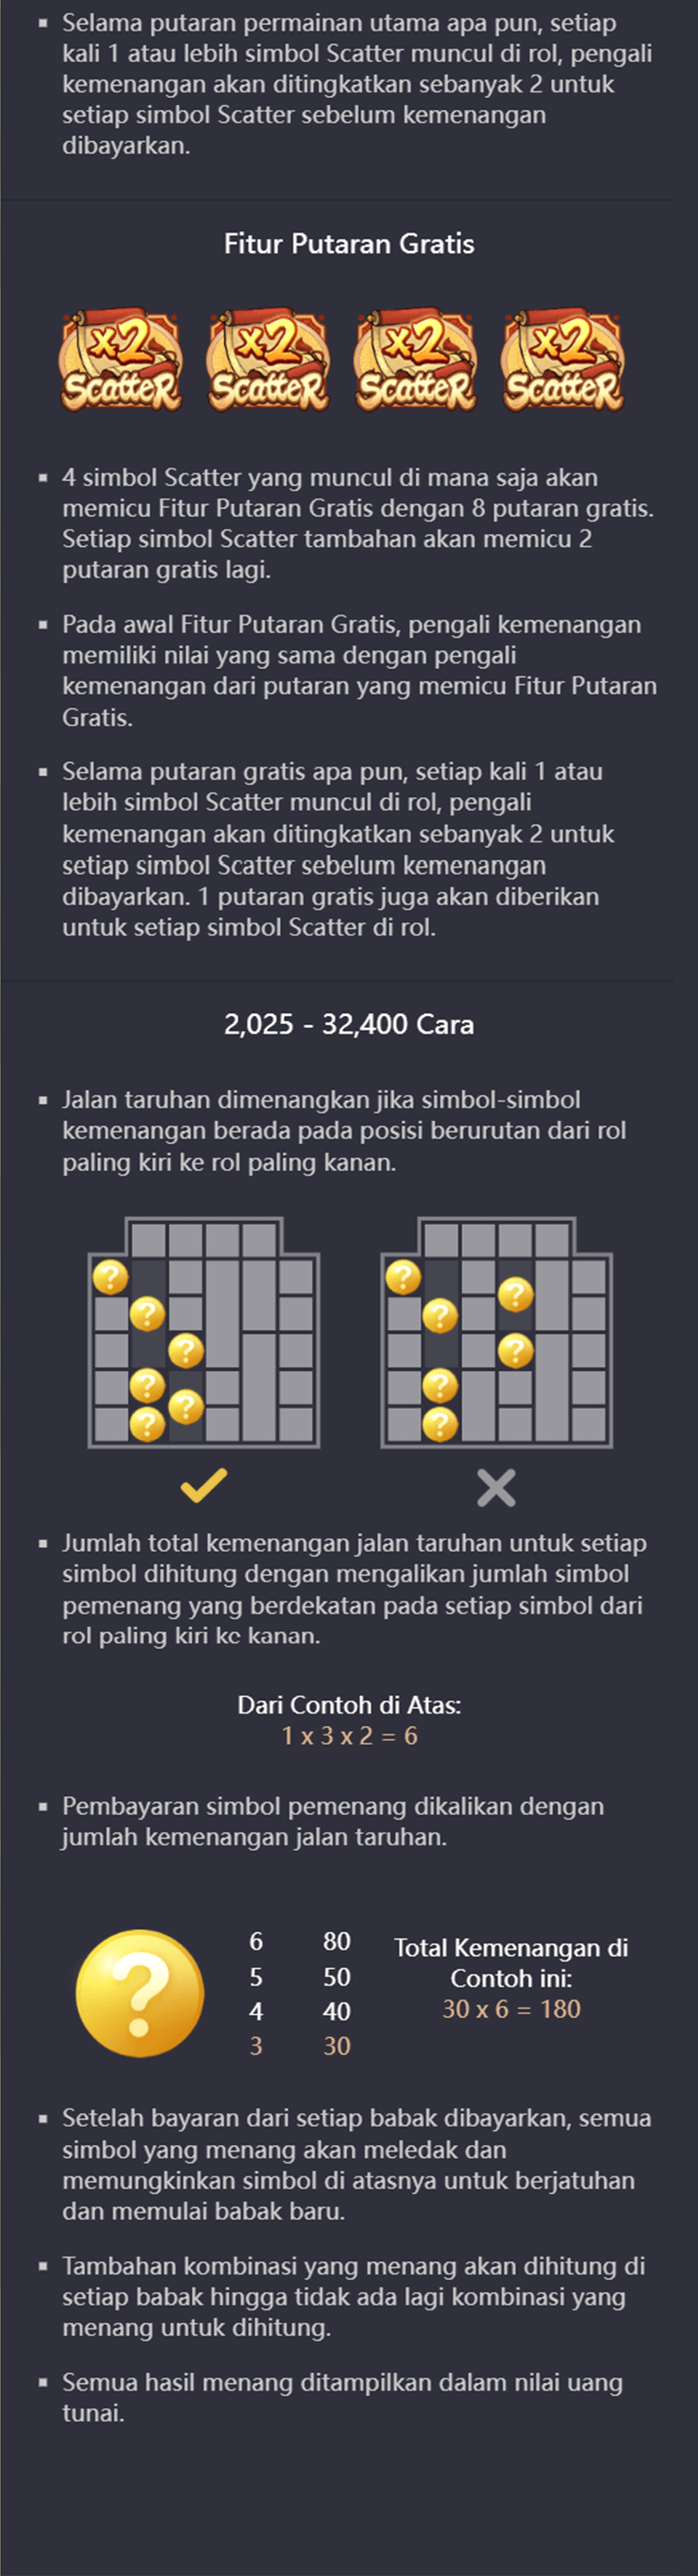 Selama putaran permainan utama apa pun, setiap
kali 1 atau lebih simbol Scatter muncul di rol, pengali
kemenangan akan ditingkatkan sebanyak 2 untuk
setiap simbol Scatter sebelum kemenangan
dibayarkan.
Fitur Putaran Gratis
x2 x2 x2 x2
Scatter Scatter Scatter Scatter
4 simbol Scatter yang muncul di mana saja akan
memicu Fitur Putaran Gratis dengan 8 putaran gratis.
Setiap simbol Scatter tambahan akan memicu 2
putaran gratis lagi.
Pada awal Fitur Putaran Gratis, pengali kemenangan
memiliki nilai yang sama dengan pengali
kemenangan dari putaran yang memicu Fitur Putaran
Gratis.
Selama putaran gratis apa pun, setiap kali 1 atau
lebih simbol Scatter muncul di rol, pengali
kemenangan akan ditingkatkan sebanyak 2 untuk
setiap simbol Scatter sebelum kemenangan
dibayarkan. 1 putaran gratis juga akan diberikan
untuk setiap simbol Scatter di rol.
2,025 - 32,400 Cara
Jalan taruhan dimenangkan jika simbol-simbol
kemenangan berada pada posisi berurutan dari rol
paling kiri ke rol paling kanan.
? ?
? ?
? ?
? ?
? ?
? ?
Jumlah total kemenangan jalan taruhan untuk setiap
simbol dihitung dengan mengalikan jumlah simbol
pemenang yang berdekatan pada setiap simbol dari
rol paling kiri ke kanan.
Dari Contoh di Atas:
1 x 3 x 2 = 6
Pembayaran simbol pemenang dikalikan dengan
jumlah kemenangan jalan taruhan.
?
6 80
5 50
4 40
3 30
Total Kemenangan di
Contoh ini:
30 x 6 = 180
Setelah bayaran dari setiap babak dibayarkan, semua
simbol yang menang akan meledak dan
memungkinkan simbol di atasnya untuk berjatuhan
dan memulai babak baru.
Tambahan kombinasi yang menang akan dihitung di
setiap babak hingga tidak ada lagi kombinasi yang
menang untuk dihitung.
Semua hasil menang ditampilkan dalam nilai uang
tunai.